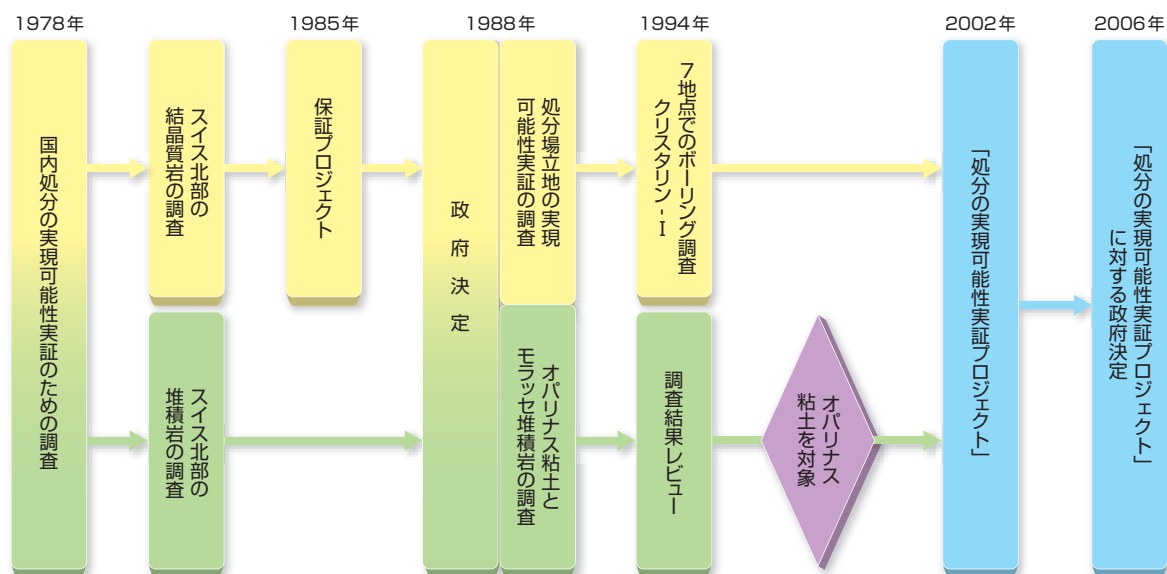 1978年
1985年
1988年
1994年
2002年
2006年
国内処分の実現可能性実証のための調査
スイス北部の
結晶質岩の調査
保証プロジェクト
政府決定
処分場立地の実現
可能性実証の調査
7地点でのボーリング調査
クリスタリン-I
「処分の実現可能性実証プロジェクト」
「処分の実現可能性実証プロジェクト」
に対する政府決定
スイス北部の
堆積岩の調査
オパリナス粘土と
モラッセ堆積岩の調査
調査結果レビュー
オパリナス
粘土を対象